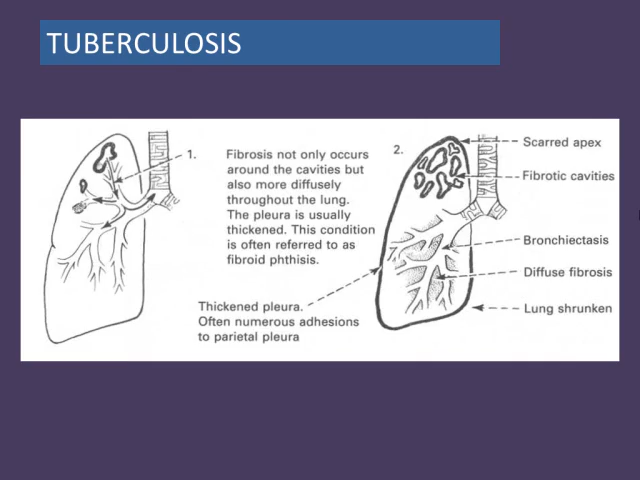 TUBERCULOSIS
1.
Fibrosis not only occurs
around the cavities but
also more diffusely
throughout the lung.
The pleura is usually
thickened. This condition
is often referred to as
fibroid phthisis.
Thickened pleura.
Often numerous adhesions
to parietal pleura
2.
Scarred apex
Fibrotic cavities
Bronchiectasis
Diffuse fibrosis
Lung shrunken